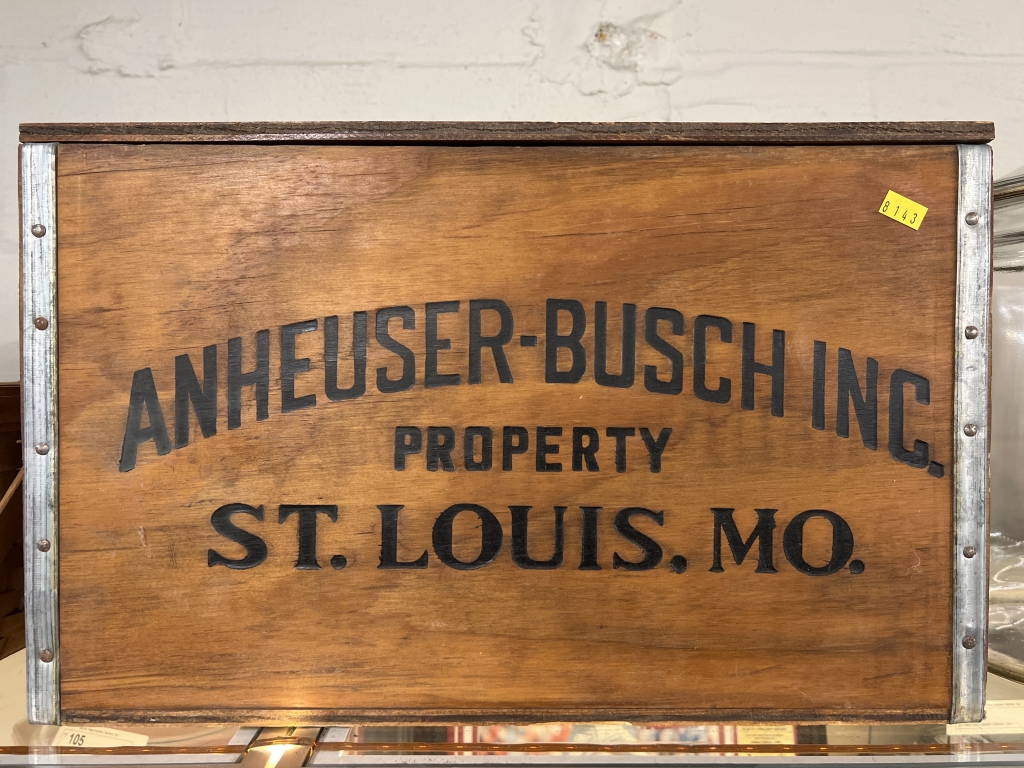 8143
ANHEUSER-BUSCH INC.
PROPERTY
ST. LOUIS, MO.
105